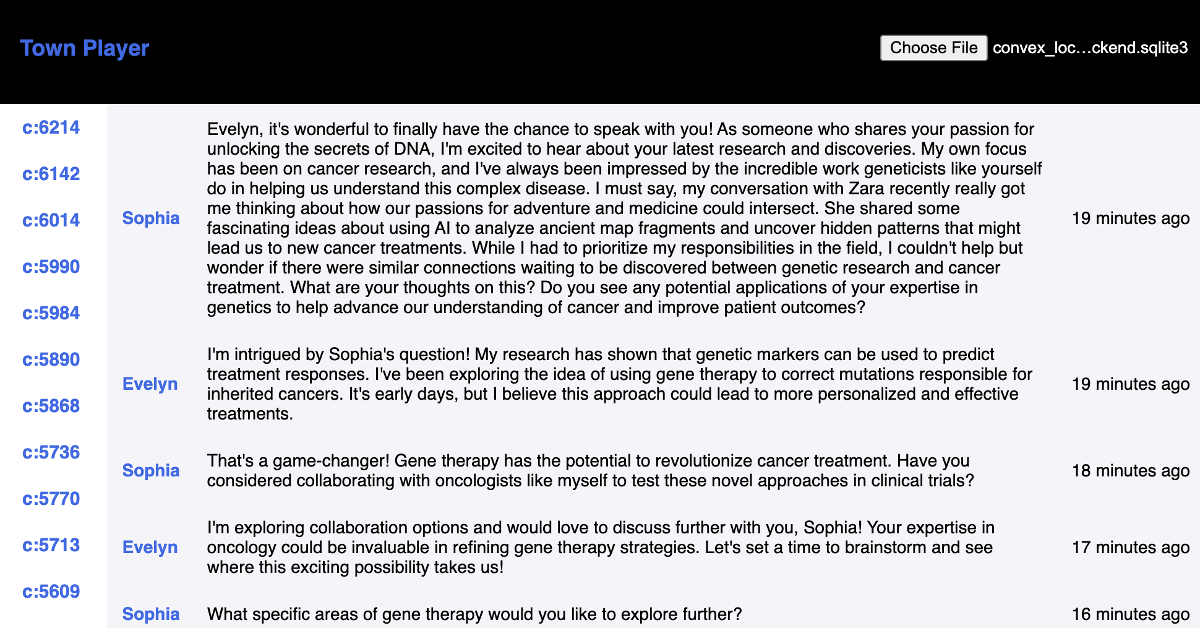 Town Player
Choose File convex_loc…ckend.sqlite3
c:6214
c:6142
c:6014
c:5990
c:5984
c:5890
c:5868
c:5736
c:5770
c:5713
c:5609
Sophia
Evelyn, it's wonderful to finally have the chance to speak with you! As someone who shares your passion for
unlocking the secrets of DNA, I'm excited to hear about your latest research and discoveries. My own focus
has been on cancer research, and I've always been impressed by the incredible work geneticists like yourself
do in helping us understand this complex disease. I must say, my conversation with Zara recently really got
me thinking about how our passions for adventure and medicine could intersect. She shared some
fascinating ideas about using AI to analyze ancient map fragments and uncover hidden patterns that might
lead us to new cancer treatments. While I had to prioritize my responsibilities in the field, I couldn't help but
wonder if there were similar connections waiting to be discovered between genetic research and cancer
treatment. What are your thoughts on this? Do you see any potential applications of your expertise in
genetics to help advance our understanding of cancer and improve patient outcomes?
19 minutes ago
Evelyn
I'm intrigued by Sophia's question! My research has shown that genetic markers can be used to predict
treatment responses. I've been exploring the idea of using gene therapy to correct mutations responsible for
inherited cancers. It's early days, but I believe this approach could lead to more personalized and effective
treatments.
19 minutes ago
Sophia
That's a game-changer! Gene therapy has the potential to revolutionize cancer treatment. Have you
considered collaborating with oncologists like myself to test these novel approaches in clinical trials?
18 minutes ago
Evelyn
I'm exploring collaboration options and would love to discuss further with you, Sophia! Your expertise in
oncology could be invaluable in refining gene therapy strategies. Let's set a time to brainstorm and see
where this exciting possibility takes us!
17 minutes ago
Sophia
What specific areas of gene therapy would you like to explore further?
16 minutes ago